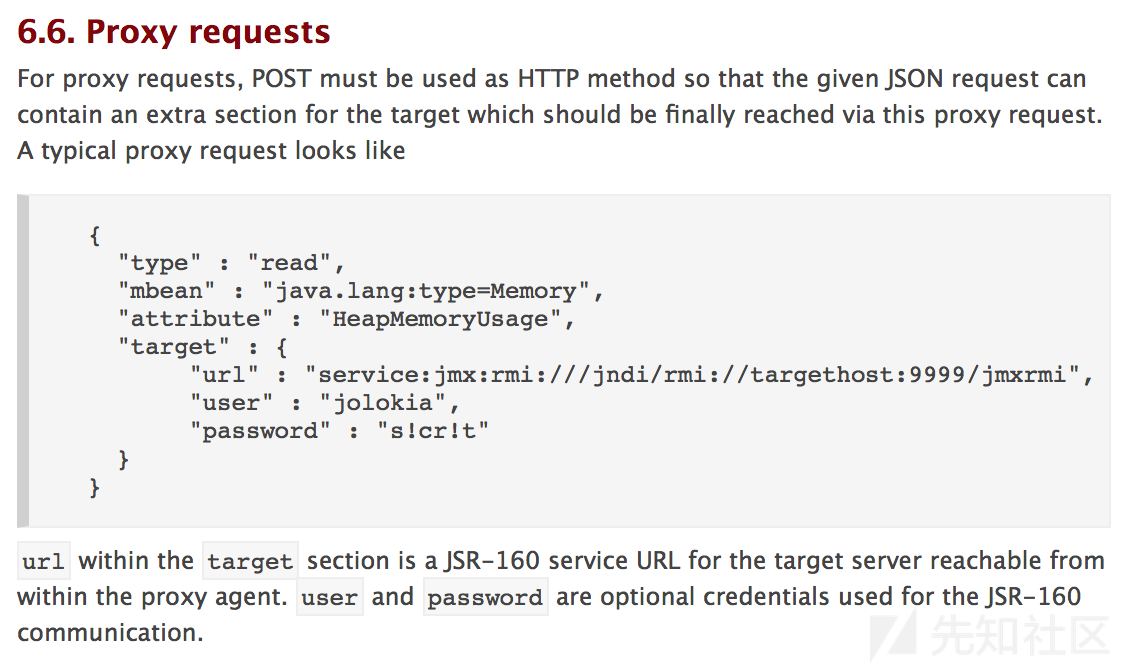 6.6. Proxy requests
For proxy requests, POST must be used as HTTP method so that the given JSON request can
contain an extra section for the target which should be finally reached via this proxy request.
A typical proxy request looks like
{
"type" : "read",
"mbean" : "java.lang:type=Memory",
"attribute" : "HeapMemoryUsage",
"target" : {
"url" : "service:jmx:rmi:///jndi/rmi://targethost:9999/jmxrmi",
"user" : "jolokia",
"password" : "s!cr!t"
}
}
url within the target section is a JSR-160 service URL for the target server reachable from
within the proxy agent. user and password are optional credentials used for the JSR-160
communication.
先知社区